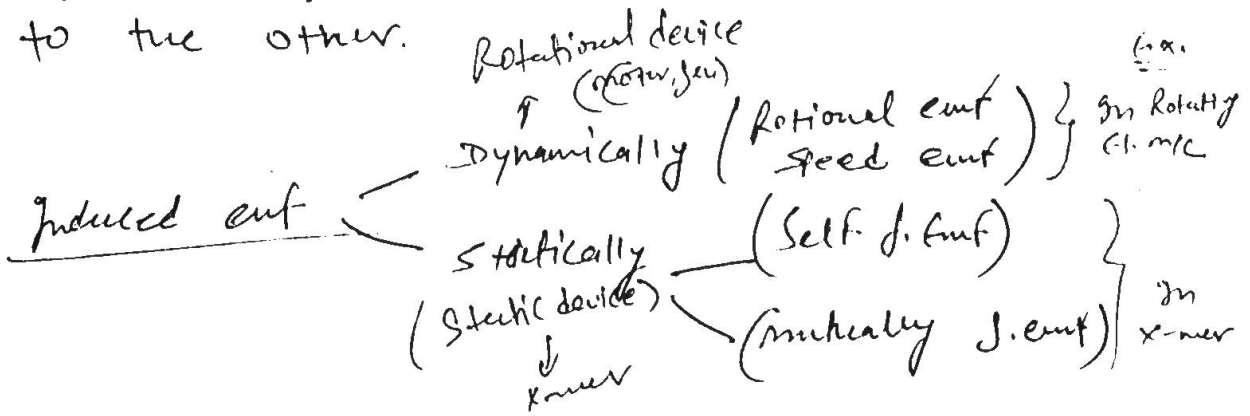 to the other.
Rotational device
(motor, gen)
Ex.
Dynamically (Rotional emf
speed emf) } In Rotating
El. m/c
Induced emf
Statically
(Static device)
(Self I. Emf)
(mutually I. emf)
In
x-mer
x-mer